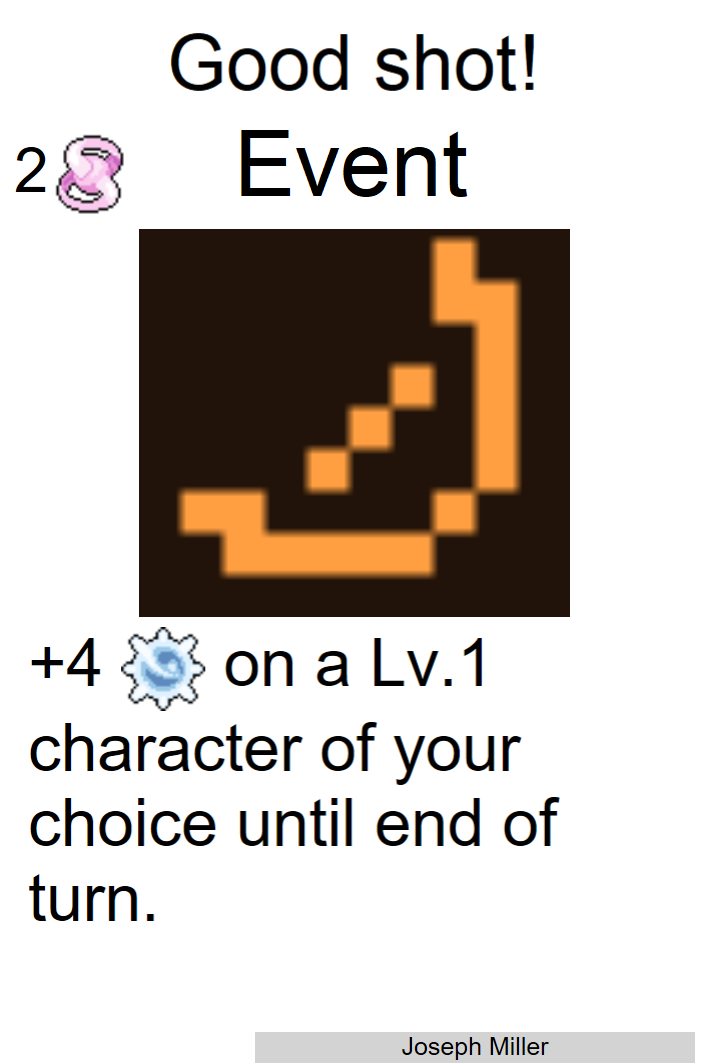 Good shot!
2 Event
+4 on a Lv.1
character of your
choice until end of
turn.
Joseph Miller